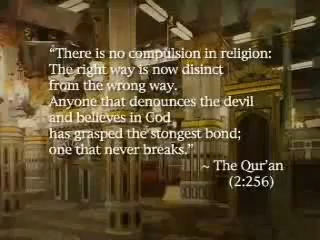 “There is no compulsion in religion:
The right way is now disinct
from the wrong way.
Anyone that denounces the devil
and believes in God
has grasped the stongest bond;
one that never breaks.”
~ The Qur'an
(2:256)